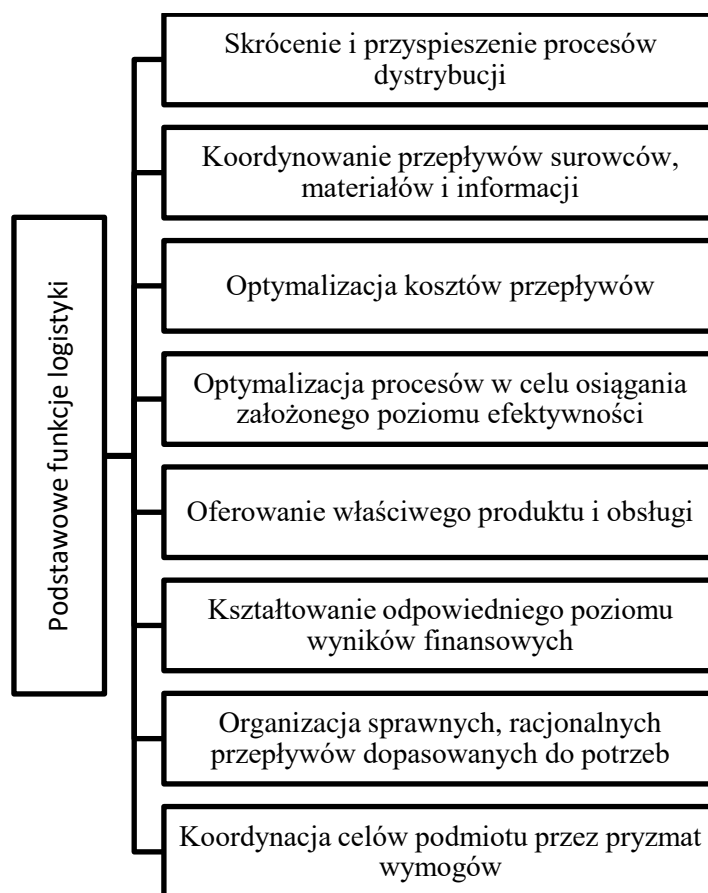 Podstawowe funkcje logistyki
Skrócenie i przyspieszenie procesów
dystrybucji
Koordynowanie przepływów surowców,
materiałów i informacji
Optymalizacja kosztów przepływów
Optymalizacja procesów w celu osiągania
założonego poziomu efektywności
Oferowanie właściwego produktu i obsługi
Kształtowanie odpowiedniego poziomu
wyników finansowych
Organizacja sprawnych, racjonalnych
przepływów dopasowanych do potrzeb
Koordynacja celów podmiotu przez pryzmat
wymogów